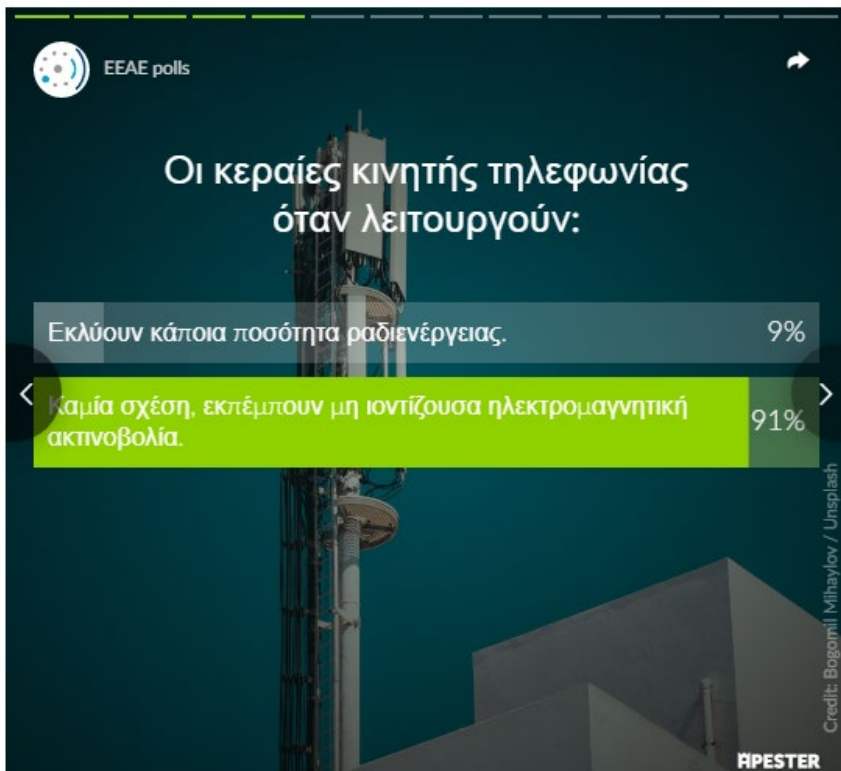 EEAE polls
Οι κεραίες κινητής τηλεφωνίας
όταν λειτουργούν:
Εκλύουν κάποια ποσότητα ραδιενέργειας.
9%
Καμία σχέση, εκπέμπουν μη ιοντίζουσα ηλεκτρομαγνητική
ακτινοβολία.
91%
Credit: Bogomil Mihaylov / Unsplash
APESTER